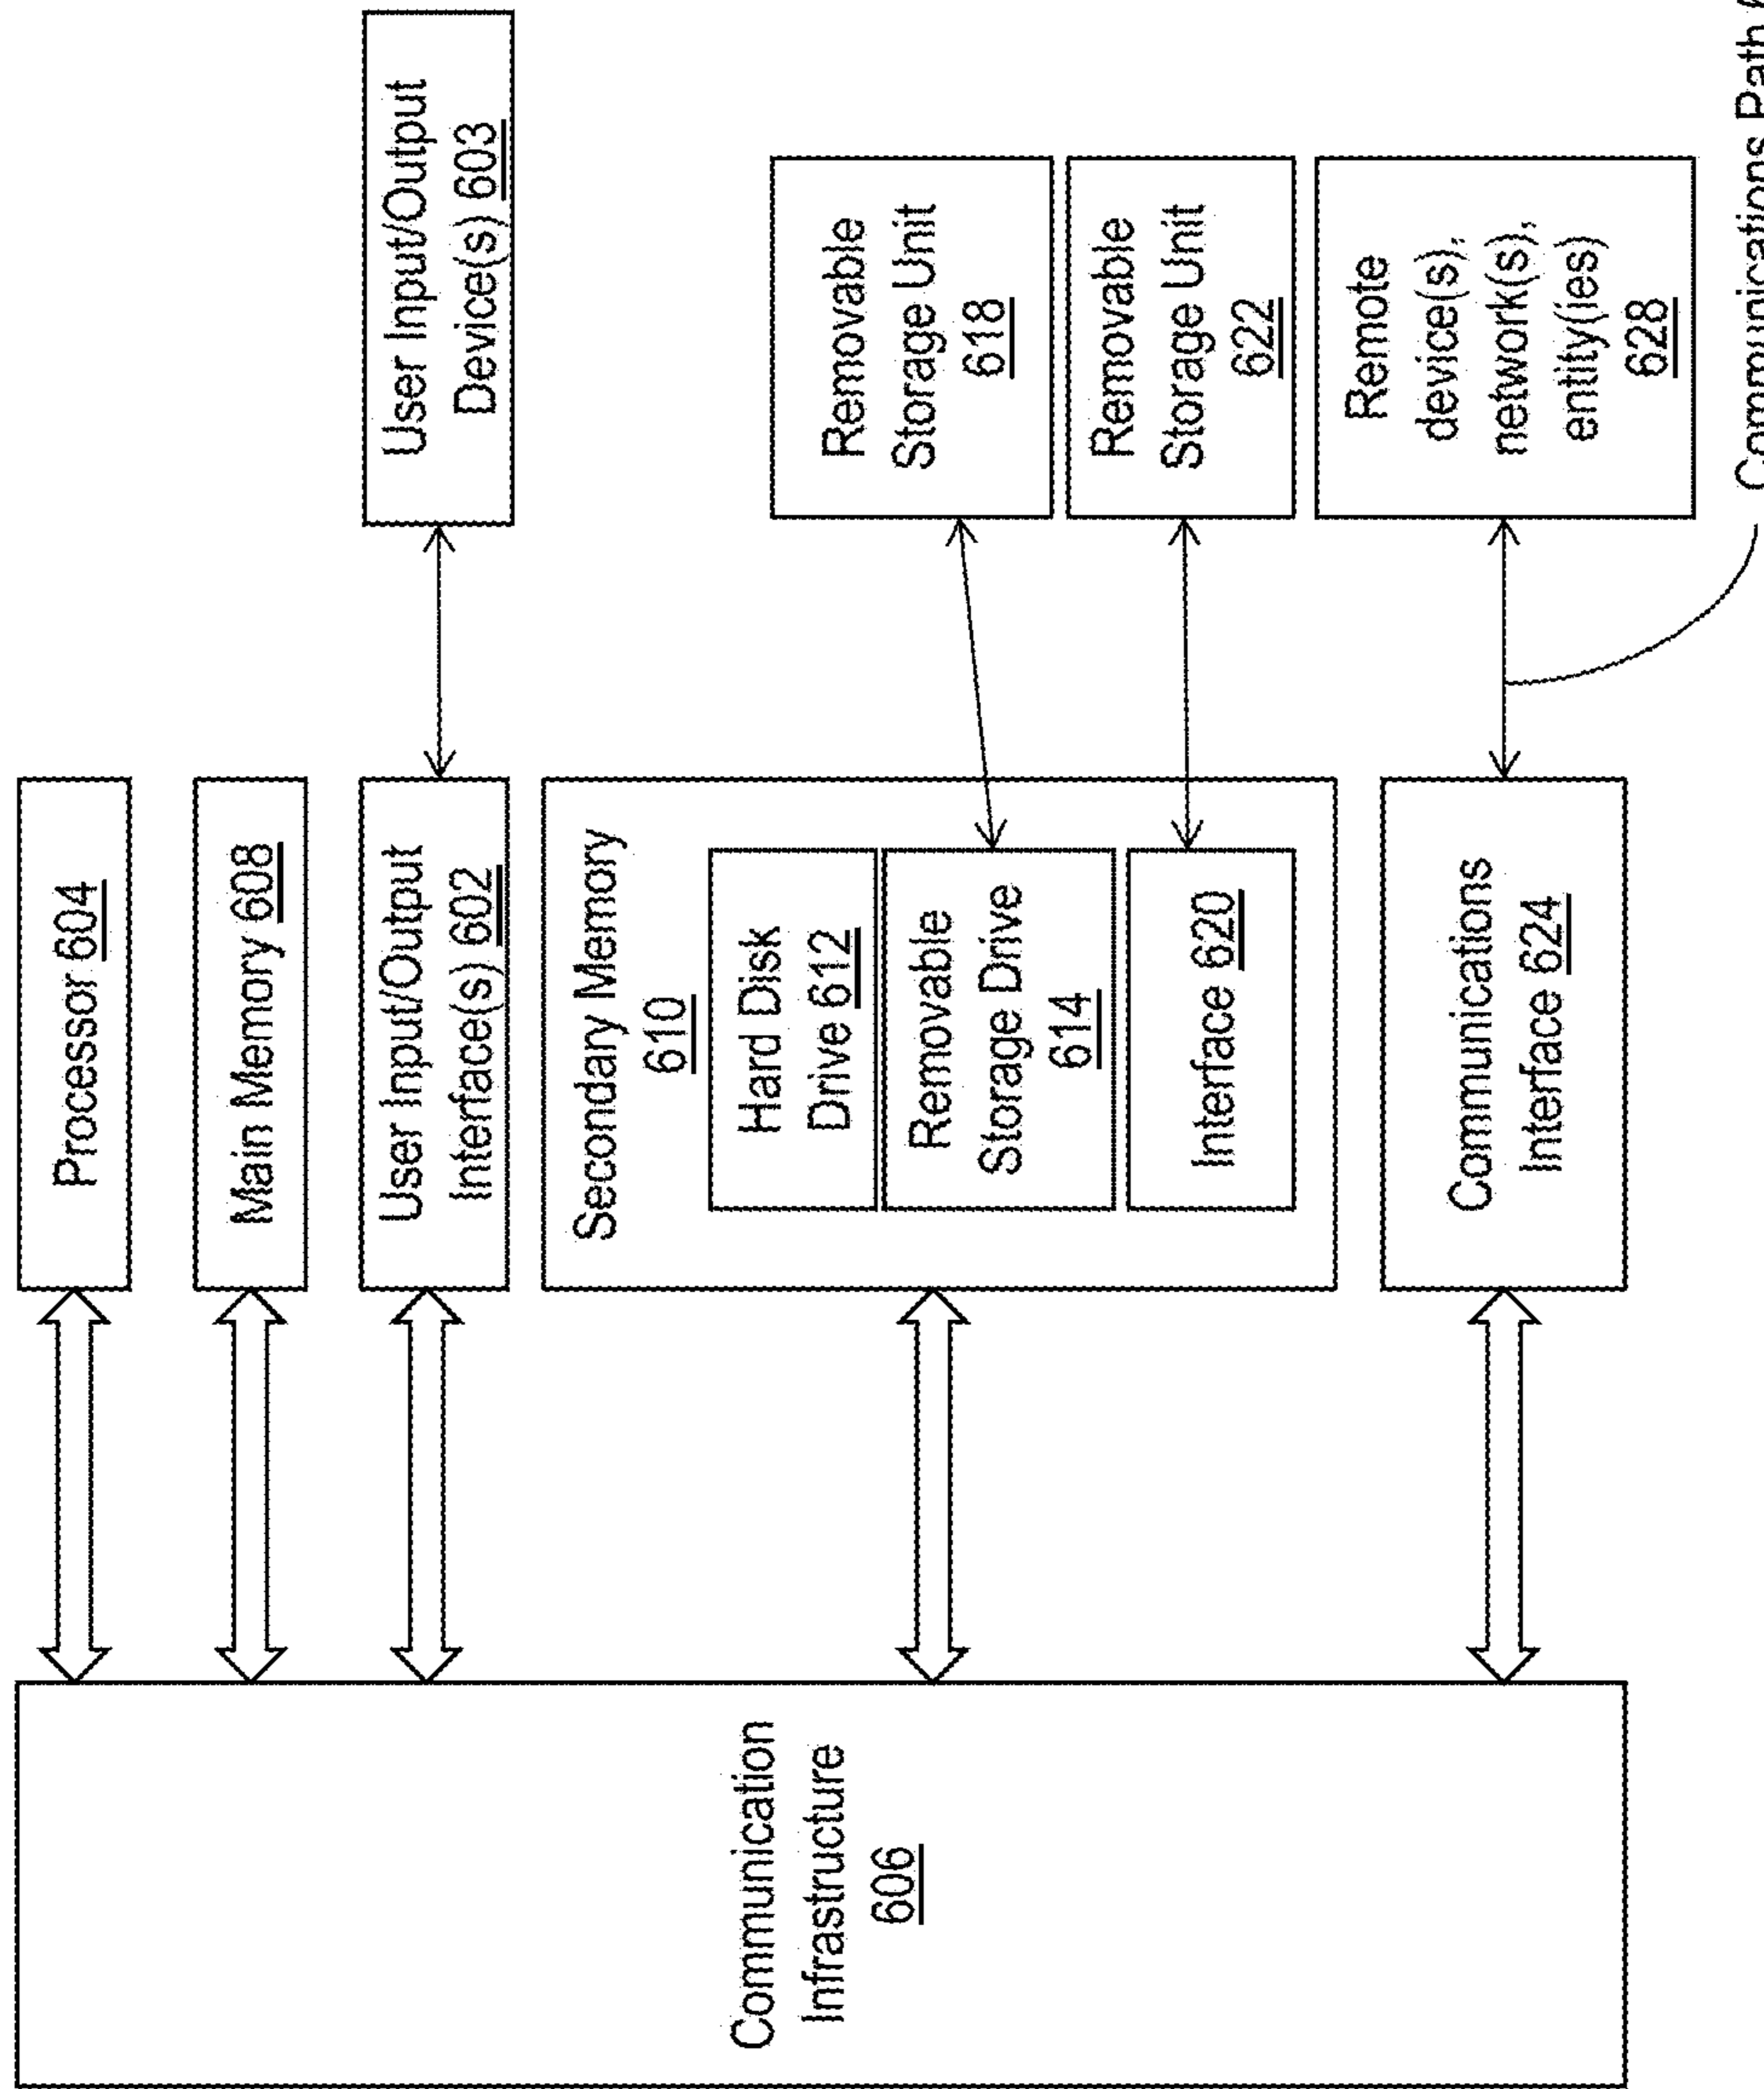 Processor 604
Main Memory 608
User Input/Output
Interface(s) 602
User Input/Output
Device(s) 603
Secondary Memory
610
Hard Disk
Drive 612
Removable
Storage Drive
614
Interface 620
Removable
Storage Unit
618
Removable
Storage Unit
622
Communications
Interface 624
Remote
device(s),
network(s),
entity(ies)
628
Communications Path
Communication
Infrastructure
606